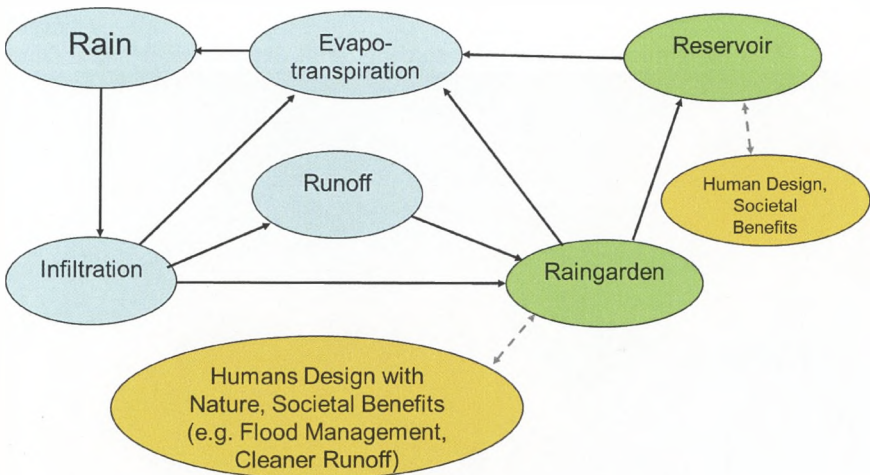 Rain
Evapo-
transpiration
Reservoir
Runoff
Human Design,
Societal
Benefits
Infiltration
Raingarden
Humans Design with
Nature, Societal Benefits
(e.g. Flood Management,
Cleaner Runoff)